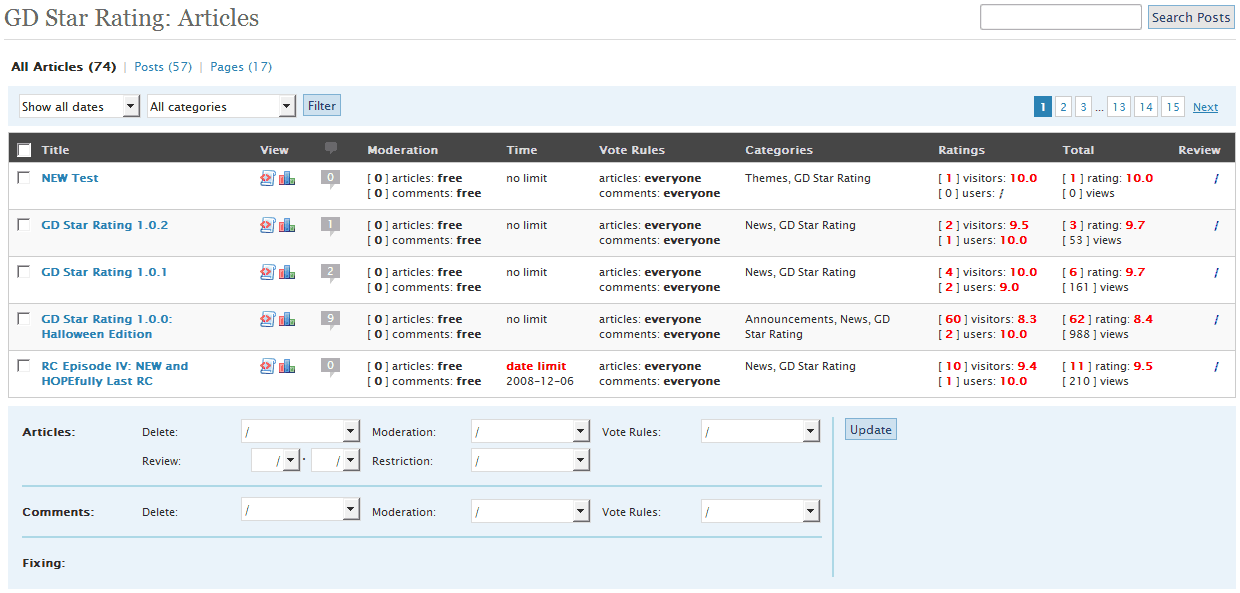 GD Star Rating: Articles
Search Posts
All Articles (74) | Posts (57) | Pages (17)
Show all dates All categories Filter 1 2 3 ... 13 14 15 Next
Title View Moderation Time Vote Rules Categories Ratings Total Review
NEW Test 0 [ 0 ] articles: free no limit articles: everyone Themes, GD Star Rating [ 1 ] visitors: 10.0 [ 1 ] rating: 10.0 /
[ 0 ] comments: free comments: everyone [ 0 ] users: / [ 0 ] views
GD Star Rating 1.0.2 1 [ 0 ] articles: free no limit articles: everyone News, GD Star Rating [ 2 ] visitors: 9.5 [ 3 ] rating: 9.7 /
[ 0 ] comments: free comments: everyone [ 1 ] users: 10.0 [ 53 ] views
GD Star Rating 1.0.1 2 [ 0 ] articles: free no limit articles: everyone News, GD Star Rating [ 4 ] visitors: 10.0 [ 6 ] rating: 9.7 /
[ 0 ] comments: free comments: everyone [ 2 ] users: 9.0 [ 161 ] views
GD Star Rating 1.0.0: 9 [ 0 ] articles: free no limit articles: everyone Announcements, News, GD [ 60 ] visitors: 8.3 [ 62 ] rating: 8.4 /
Halloween Edition [ 0 ] comments: free comments: everyone Star Rating [ 2 ] users: 10.0 [ 988 ] views
RC Episode IV: NEW and 0 [ 0 ] articles: free date limit articles: everyone News, GD Star Rating [ 10 ] visitors: 9.4 [ 11 ] rating: 9.5 /
HOPEfully Last RC [ 0 ] comments: free 2008-12-06 comments: everyone [ 1 ] users: 10.0 [ 210 ] views
Articles: Delete: / Moderation: / Vote Rules: / Update
Review: / . / Restriction: /
Comments: Delete: / Moderation: / Vote Rules: /
Fixing: